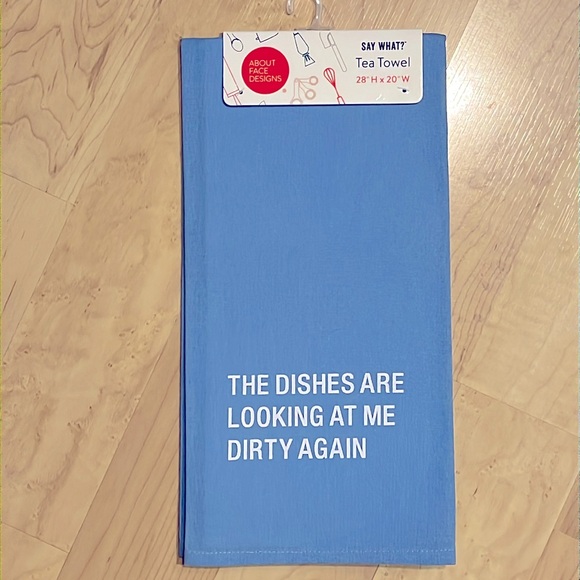 ABOUT
FACE
DESIGNS
SAY WHAT?
Tea Towel
28" H x 20" W
THE DISHES ARE
LOOKING AT ME
DIRTY AGAIN